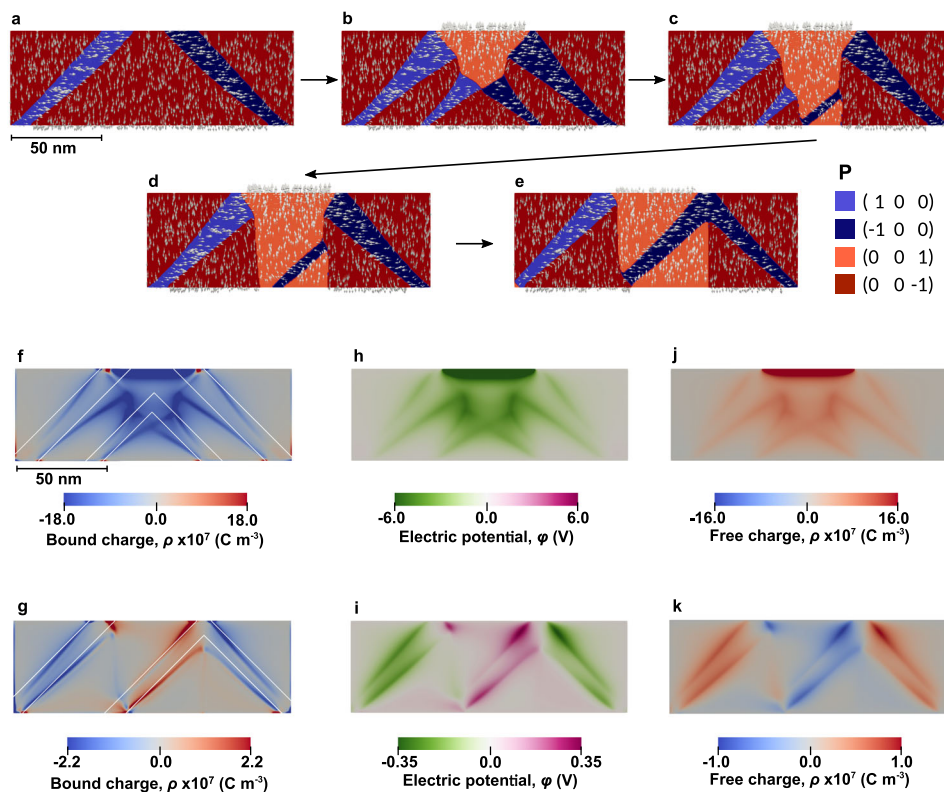 a
b
c
50 nm
d
e
P
( 1 0 0)
(-1 0 0)
(0 0 1)
(0 0 -1)
f
h
j
50 nm
-18.0 0.0 18.0
Bound charge, ρ x10⁷ (C m⁻³)
-6.0 0.0 6.0
Electric potential, φ (V)
-16.0 0.0 16.0
Free charge, ρ x10⁷ (C m⁻³)
g
i
k
-2.2 0.0 2.2
Bound charge, ρ x10⁷ (C m⁻³)
-0.35 0.0 0.35
Electric potential, φ (V)
-1.0 0.0 1.0
Free charge, ρ x10⁷ (C m⁻³)